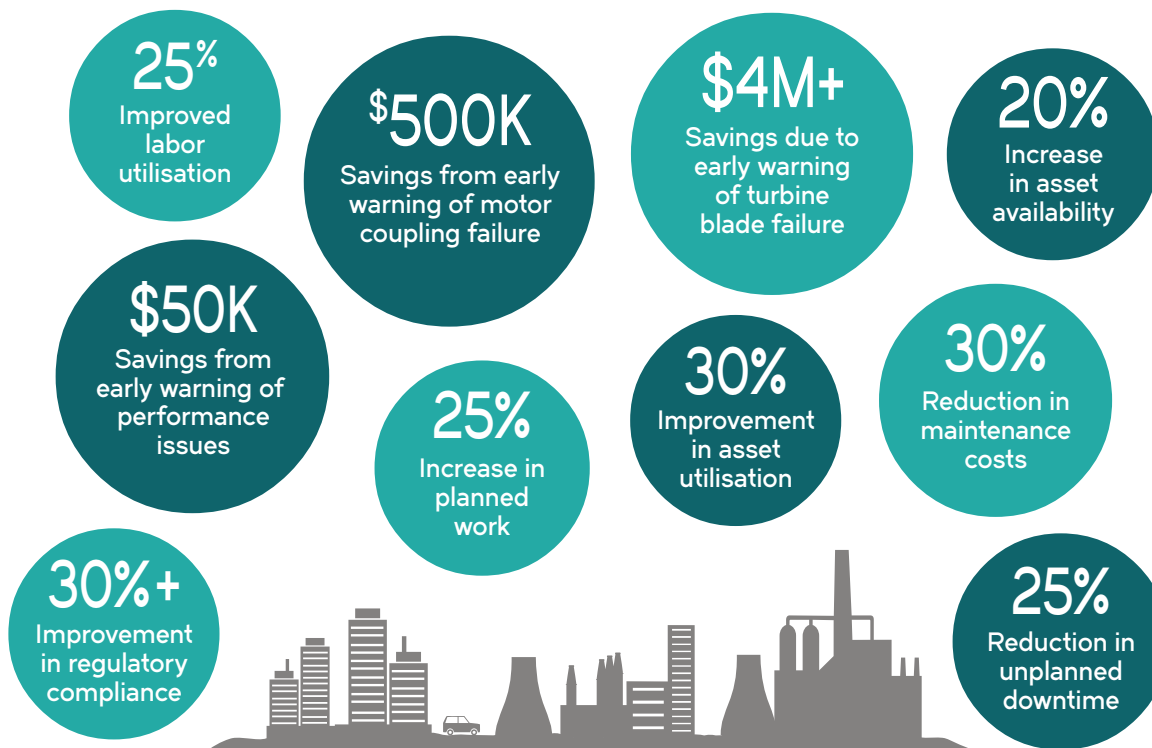 25%
Improved
labor
utilisation
$500K
Savings from early
warning of motor
coupling failure
$4M+
Savings due to
early warning
of turbine
blade failure
20%
Increase
in asset
availability
$50K
Savings from
early warning of
performance
issues
25%
Increase in
planned
work
30%
Improvement
in asset
utilisation
30%
Reduction in
maintenance
costs
30%+
Improvement
in regulatory
compliance
25%
Reduction in
unplanned
downtime